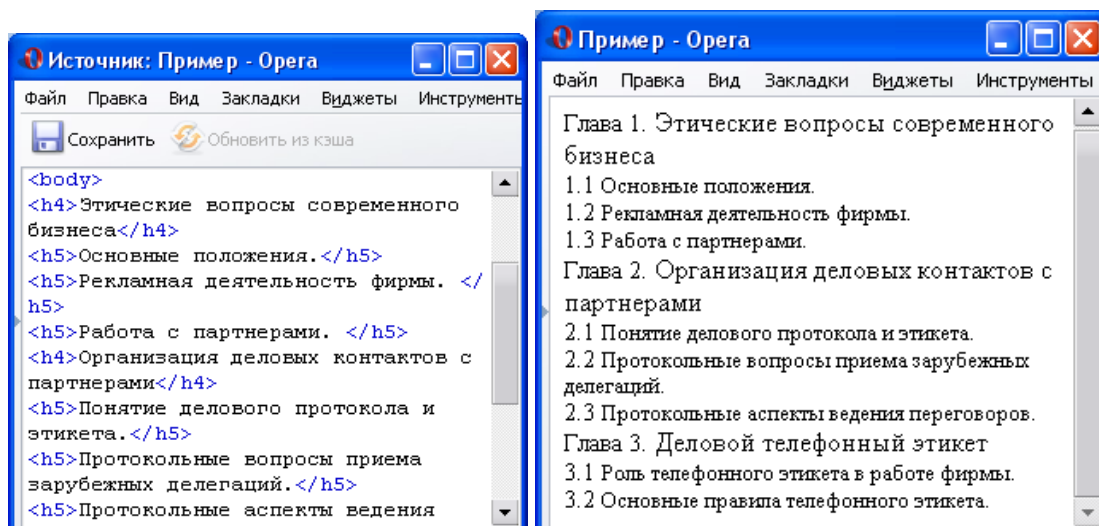 Источник: Пример - Opera
Файл Правка Вид Закладки Виджеты Инструменты
Сохранить Обновить из кэша
<body>
<h4>Этические вопросы современного
бизнеса</h4>
<h5>Основные положения.</h5>
<h5>Рекламная деятельность фирмы. </
h5>
<h5>Работа с партнерами. </h5>
<h4>Организация деловых контактов с
партнерами</h4>
<h5>Понятие делового протокола и
этикета.</h5>
<h5>Протокольные вопросы приема
зарубежных делегаций.</h5>
<h5>Протокольные аспекты ведения
Пример - Opera
Файл Правка Вид Закладки Виджеты Инструменты
Глава 1. Этические вопросы современного
бизнеса
1.1 Основные положения.
1.2 Рекламная деятельность фирмы.
1.3 Работа с партнерами.
Глава 2. Организация деловых контактов с
партнерами
2.1 Понятие делового протокола и этикета.
2.2 Протокольные вопросы приема зарубежных
делегаций.
2.3 Протокольные аспекты ведения переговоров.
Глава 3. Деловой телефонный этикет
3.1 Роль телефонного этикета в работе фирмы.
3.2 Основные правила телефонного этикета.